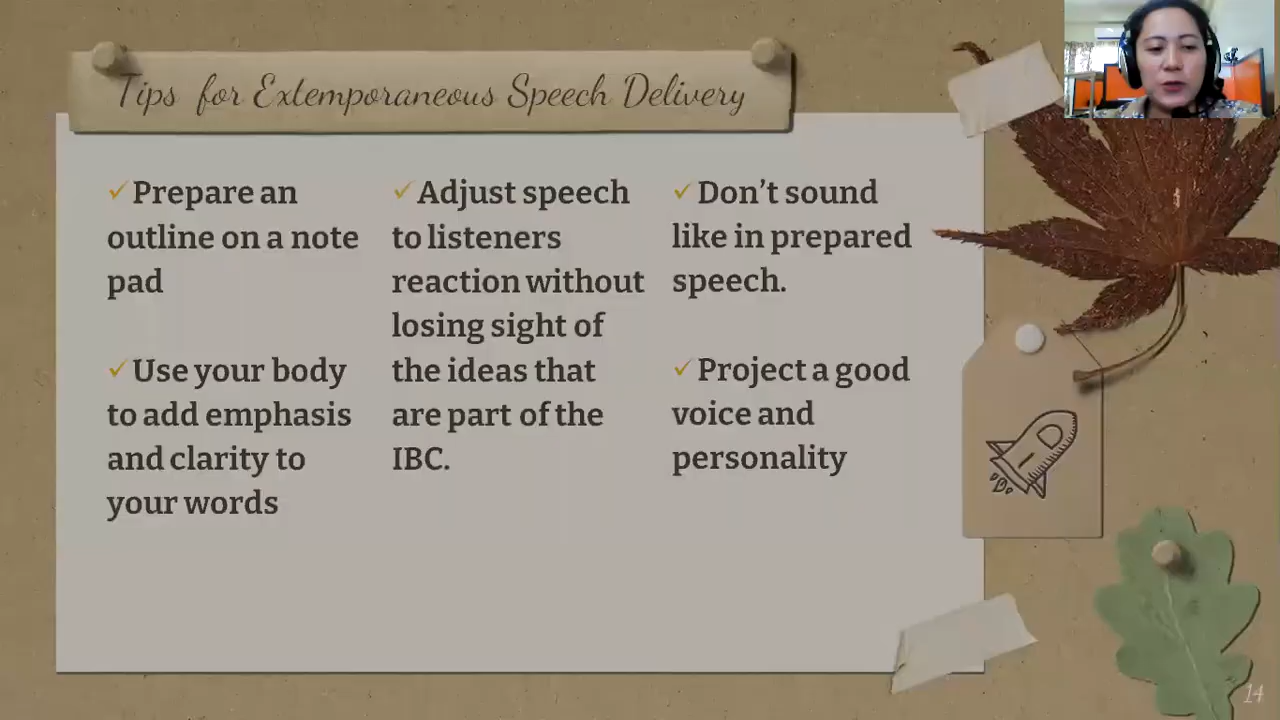 Tips for Extemporaneous Speech Delivery
✓Prepare an
outline on a note
pad
✓Use your body
to add emphasis
and clarity to
your words
✓Adjust speech
to listeners
reaction without
losing sight of
the ideas that
are part of the
IBC.
✓Don’t sound
like in prepared
speech.
✓Project a good
voice and
personality
14